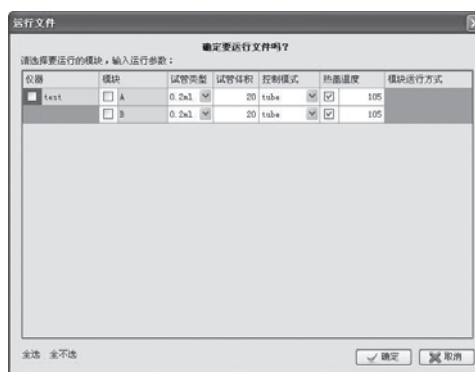 运行文件
确定要运行文件吗?
请选择要运行的模块，输入运行参数：
仪器 模块 试管类型 试管体积 控制模式 热盖温度 模块运行方式
test A 0.2ml 20 tube 105
B 0.2ml 20 tube 105
全选 全不选 确定 取消